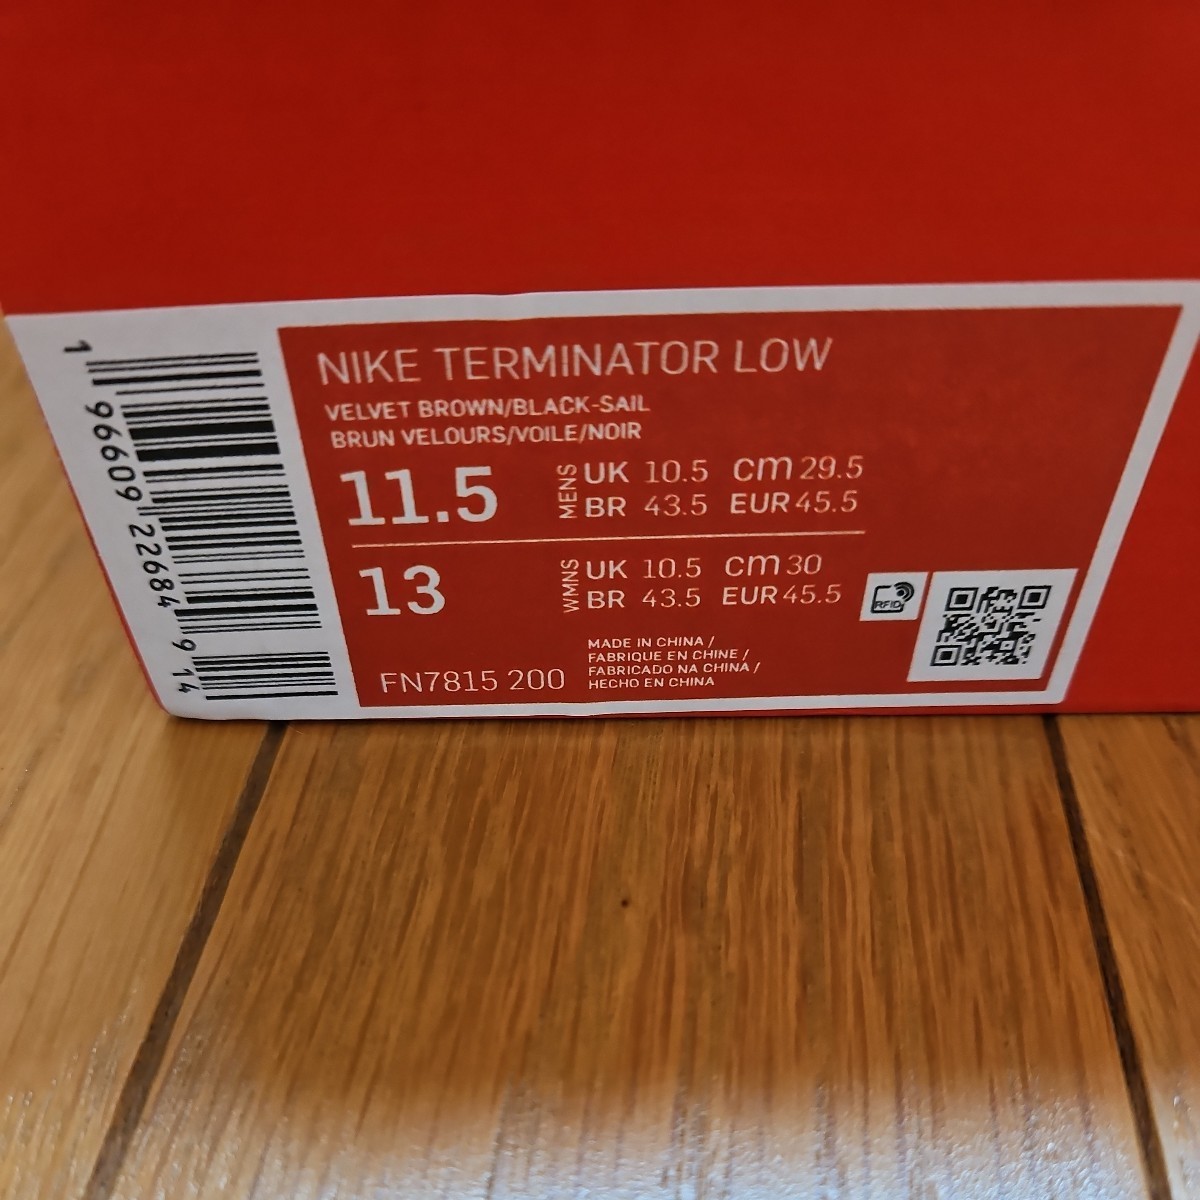 NIKE TERMINATOR LOW
VELVET BROWN/BLACK-SAIL
BRUN VELOURS/VOILE/NOIR
11.5 MENS UK 10.5 cm 29.5
BR 43.5 EUR 45.5
13 WMNS UK 10.5 cm 30
BR 43.5 EUR 45.5
RFID
FN7815 200
MADE IN CHINA /
FABRIQUE EN CHINE /
FABRICADO NA CHINA /
HECHO EN CHINA
1 96609 22684 9 14